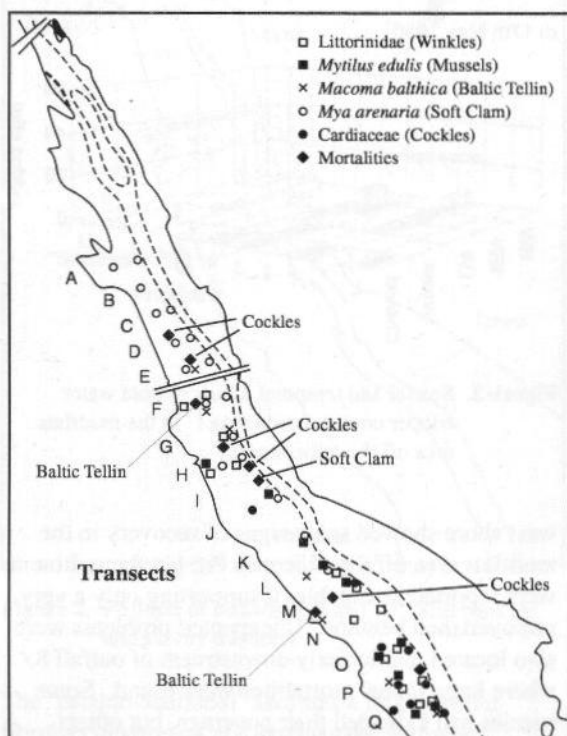 Littorinidae (Winkles)
Mytilus edulis (Mussels)
Macoma balthica (Baltic Tellin)
Mya arenaria (Soft Clam)
Cardiaceae (Cockles)
Mortalities
A
B
C
Cockles
D
E
F
Cockles
G
Baltic Tellin
Soft Clam
H
I
J
Transects
K
L
Cockles
M
N
Baltic Tellin
O
P
Q